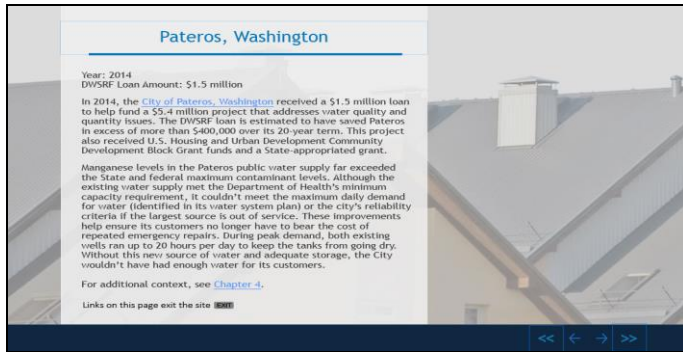 Pateros, Washington
Year: 2014
DWSRF Loan Amount: $1.5 million
In 2014, the City of Pateros, Washington received a $1.5 million loan
to help fund a $5.4 million project that addresses water quality and
quantity issues. The DWSRF loan is estimated to have saved Pateros
in excess of more than $400,000 over its 20-year term. This project
also received U.S. Housing and Urban Development Community
Development Block Grant funds and a State-appropriated grant.
Manganese levels in the Pateros public water supply far exceeded
the State and federal maximum contaminant levels. Although the
existing water supply met the Department of Health's minimum
capacity requirement, it couldn't meet the maximum daily demand
for water (identified in its water system plan) or the city's reliability
criteria if the largest source is out of service. These improvements
help ensure its customers no longer have to bear the cost of
repeated emergency repairs. During peak demand, both existing
wells ran up to 20 hours per day to keep the tanks from going dry.
Without this new source of water and adequate storage, the City
wouldn't have had enough water for its customers.
For additional context, see Chapter 4.
Links on this page exit the site EXIT
<< ← → >>